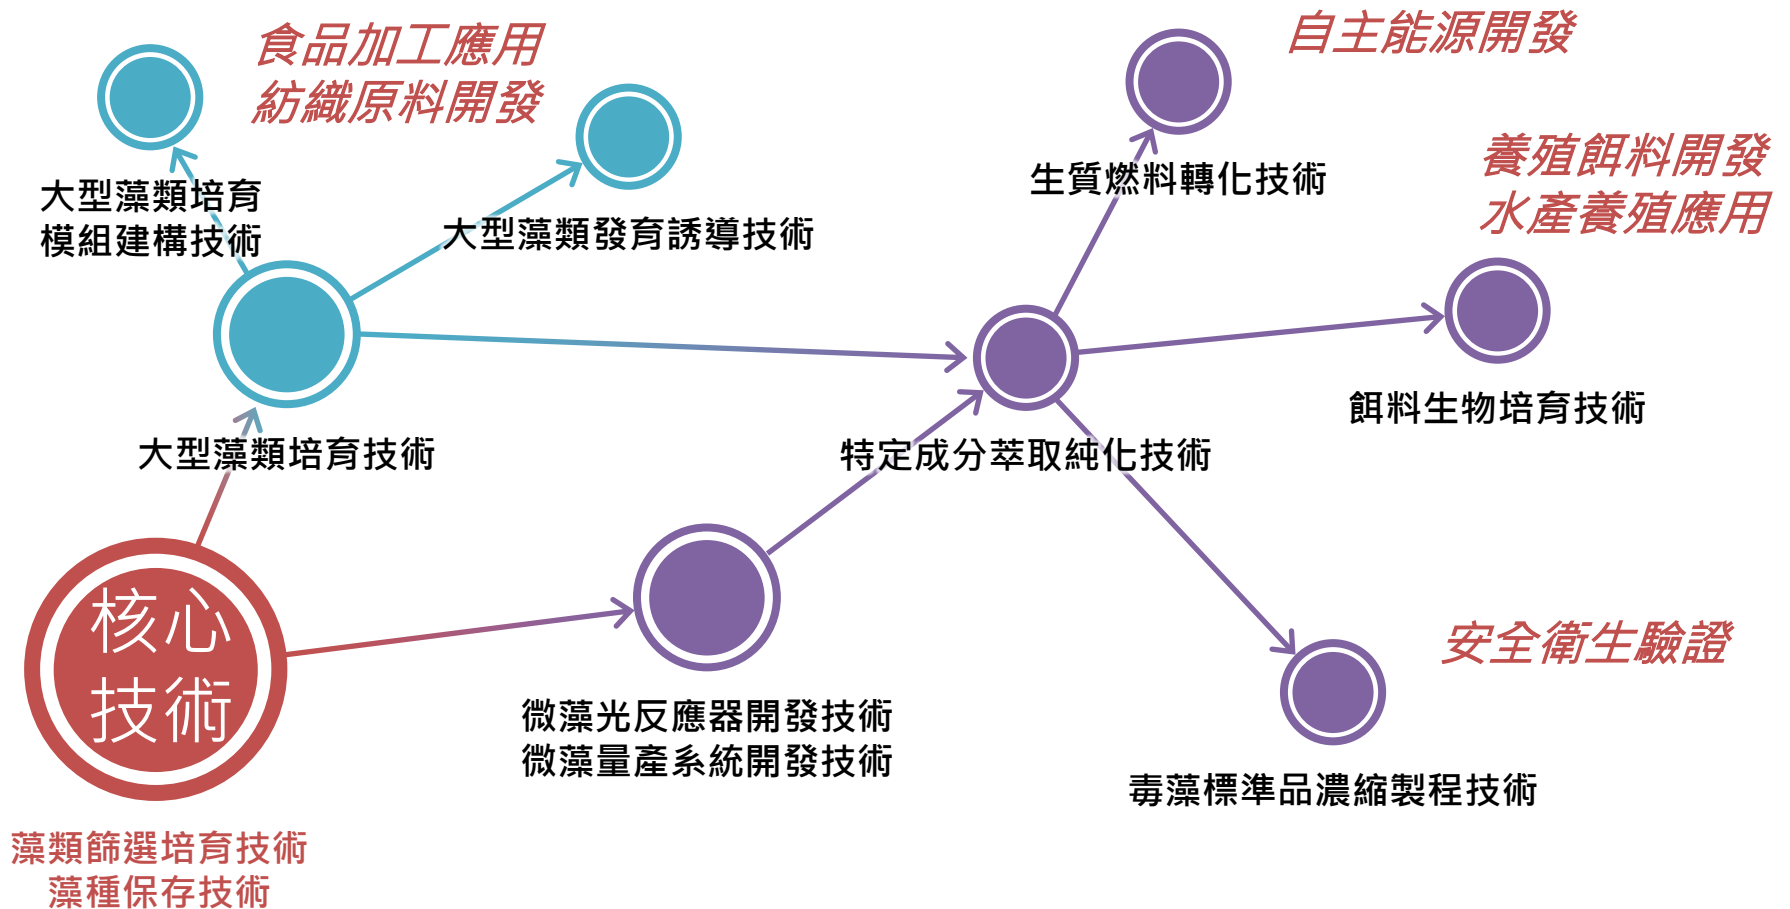 食品加工應用
紡織原料開發
自主能源開發
養殖餌料開發
水產養殖應用
大型藻類培育
模組建構技術
大型藻類發育誘導技術
生質燃料轉化技術
餌料生物培育技術
大型藻類培育技術
特定成分萃取純化技術
核心
技術
安全衛生驗證
微藻光反應器開發技術
微藻量產系統開發技術
毒藻標準品濃縮製程技術
藻類篩選培育技術
藻種保存技術